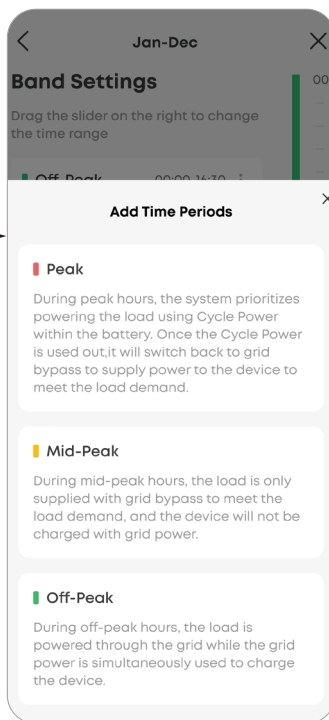 Jan-Dec
Band Settings
00
Drag the slider on the right to change
the time range
Off-Peak 00:00-16:30
Add Time Periods
Peak
During peak hours, the system prioritizes
powering the load using Cycle Power
within the battery. Once the Cycle Power
is used out,it will switch back to grid
bypass to supply power to the device to
meet the load demand.
Mid-Peak
During mid-peak hours, the load is only
supplied with grid bypass to meet the
load demand, and the device will not be
charged with grid power.
Off-Peak
During off-peak hours, the load is
powered through the grid while the grid
power is simultaneously used to charge
the device.